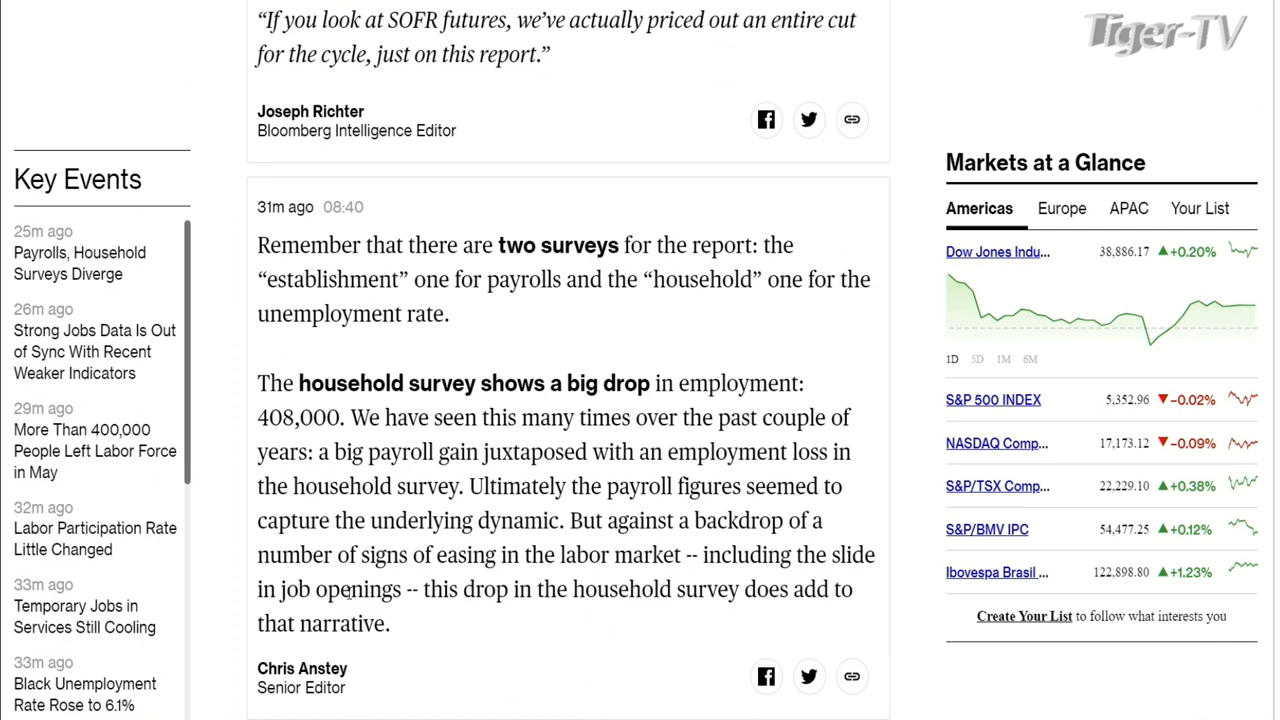 Tiger-TV
“If you look at SOFR futures, we’ve actually priced out an entire cut
for the cycle, just on this report.”
Joseph Richter
Bloomberg Intelligence Editor
Key Events
25m ago
Payrolls, Household
Surveys Diverge
26m ago
Strong Jobs Data Is Out
of Sync With Recent
Weaker Indicators
29m ago
More Than 400,000
People Left Labor Force
in May
32m ago
Labor Participation Rate
Little Changed
33m ago
Temporary Jobs in
Services Still Cooling
33m ago
Black Unemployment
Rate Rose to 6.1%
31m ago 08:40
Remember that there are two surveys for the report: the
“establishment” one for payrolls and the “household” one for the
unemployment rate.
The household survey shows a big drop in employment:
408,000. We have seen this many times over the past couple of
years: a big payroll gain juxtaposed with an employment loss in
the household survey. Ultimately the payroll figures seemed to
capture the underlying dynamic. But against a backdrop of a
number of signs of easing in the labor market -- including the slide
in job openings -- this drop in the household survey does add to
that narrative.
Chris Anstey
Senior Editor
Markets at a Glance
Americas Europe APAC Your List
Dow Jones Indu... 38,886.17 ▲+0.20%
1D 5D 1M 6M
S&P 500 INDEX 5,352.96 ▼−0.02%
NASDAQ Comp... 17,173.12 ▼−0.09%
S&P/TSX Comp... 22,229.10 ▲+0.38%
S&P/BMV IPC 54,477.25 ▲+0.12%
Ibovespa Brasil ... 122,898.80 ▲+1.23%
Create Your List to follow what interests you